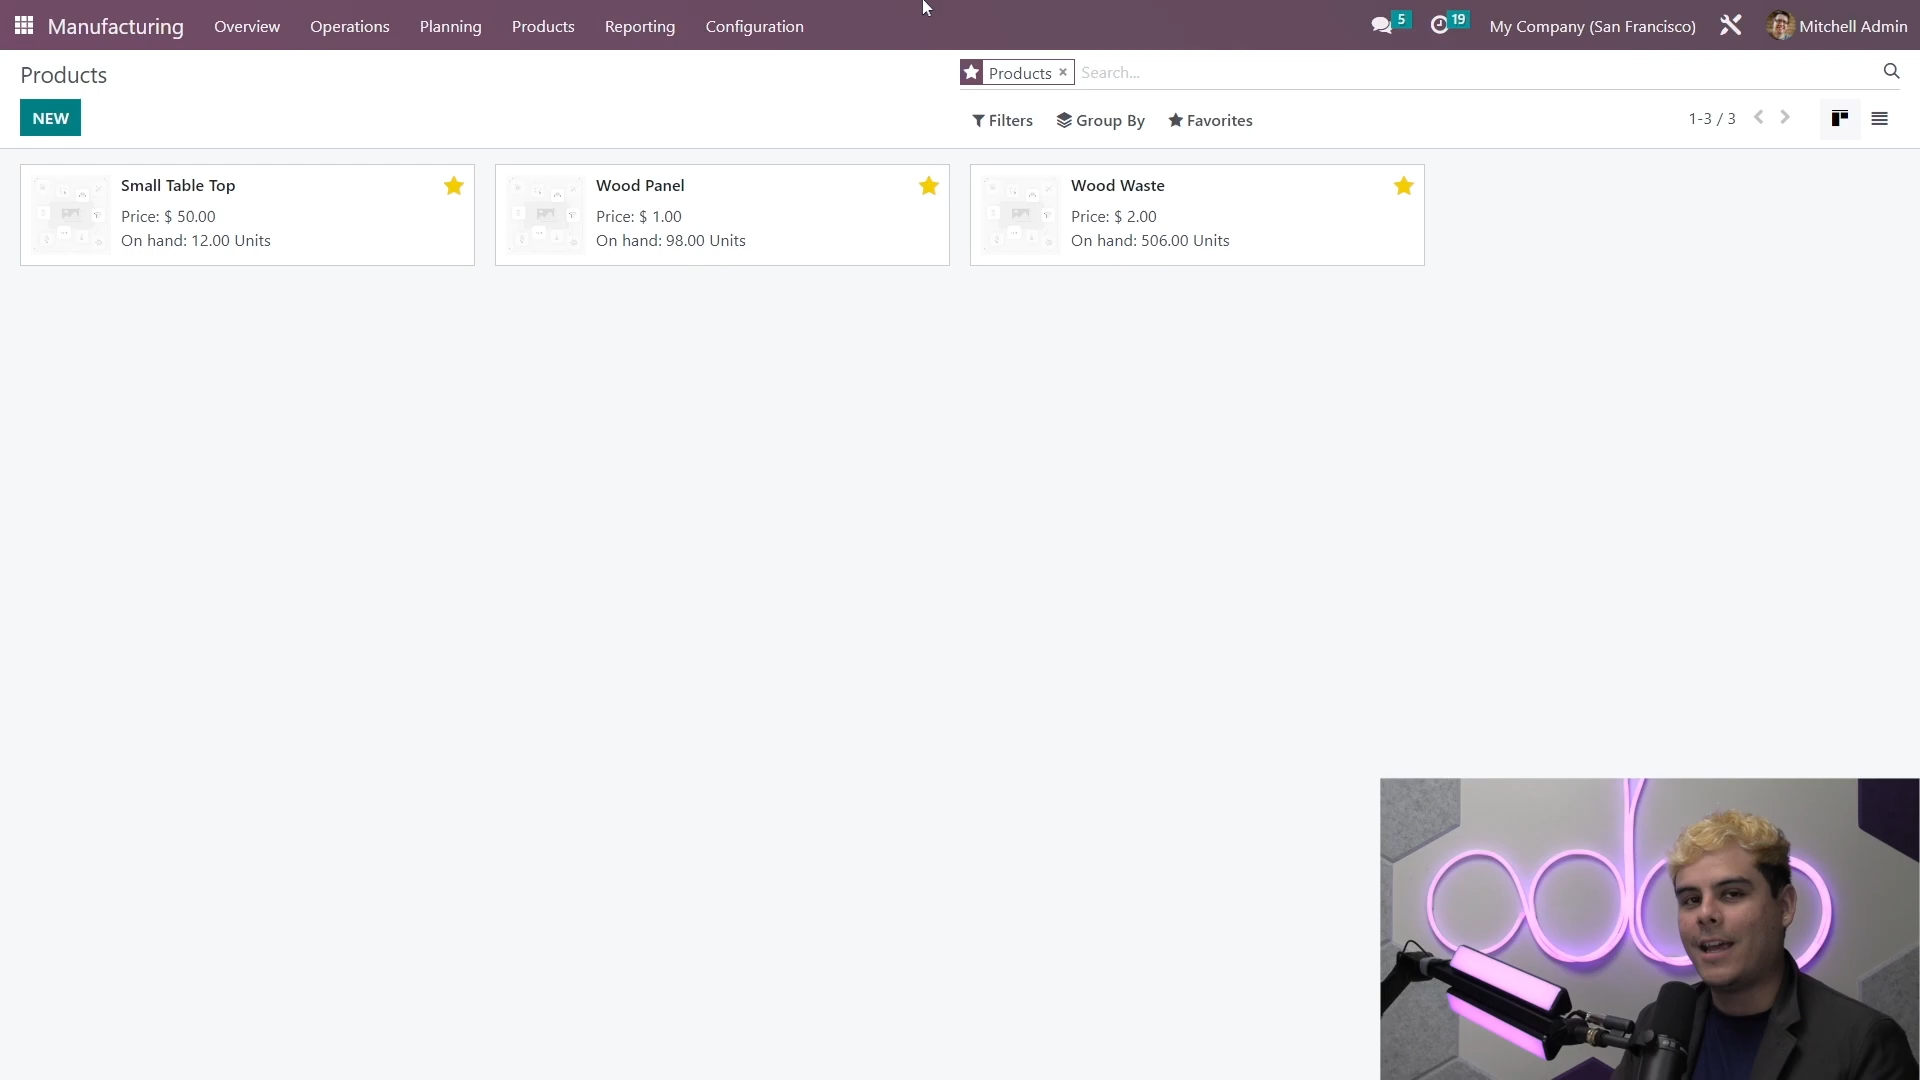 Manufacturing Overview Operations Planning Products Reporting Configuration 5 19 My Company (San Francisco) Mitchell Admin
Products
Products × Search...
NEW
Filters Group By Favorites 1-3 / 3
Small Table Top
Price: $ 50.00
On hand: 12.00 Units
Wood Panel
Price: $ 1.00
On hand: 98.00 Units
Wood Waste
Price: $ 2.00
On hand: 506.00 Units
odoo